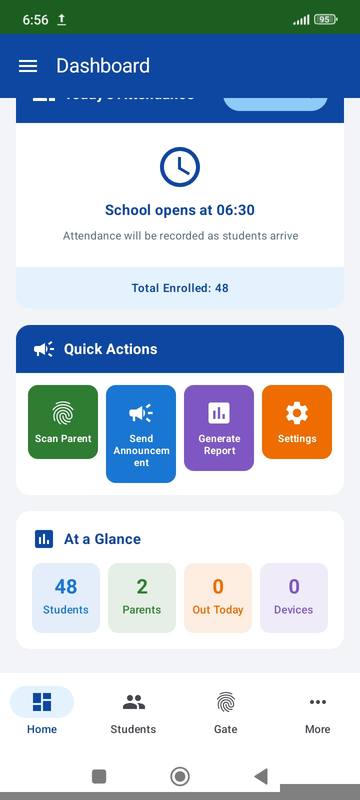 6:56
95
Dashboard
Today's Attendance
School opens at 06:30
Attendance will be recorded as students arrive
Total Enrolled: 48
Quick Actions
Scan Parent
Send
Announcem
ent
Generate
Report
Settings
At a Glance
48
Students
2
Parents
0
Out Today
0
Devices
Home
Students
Gate
More